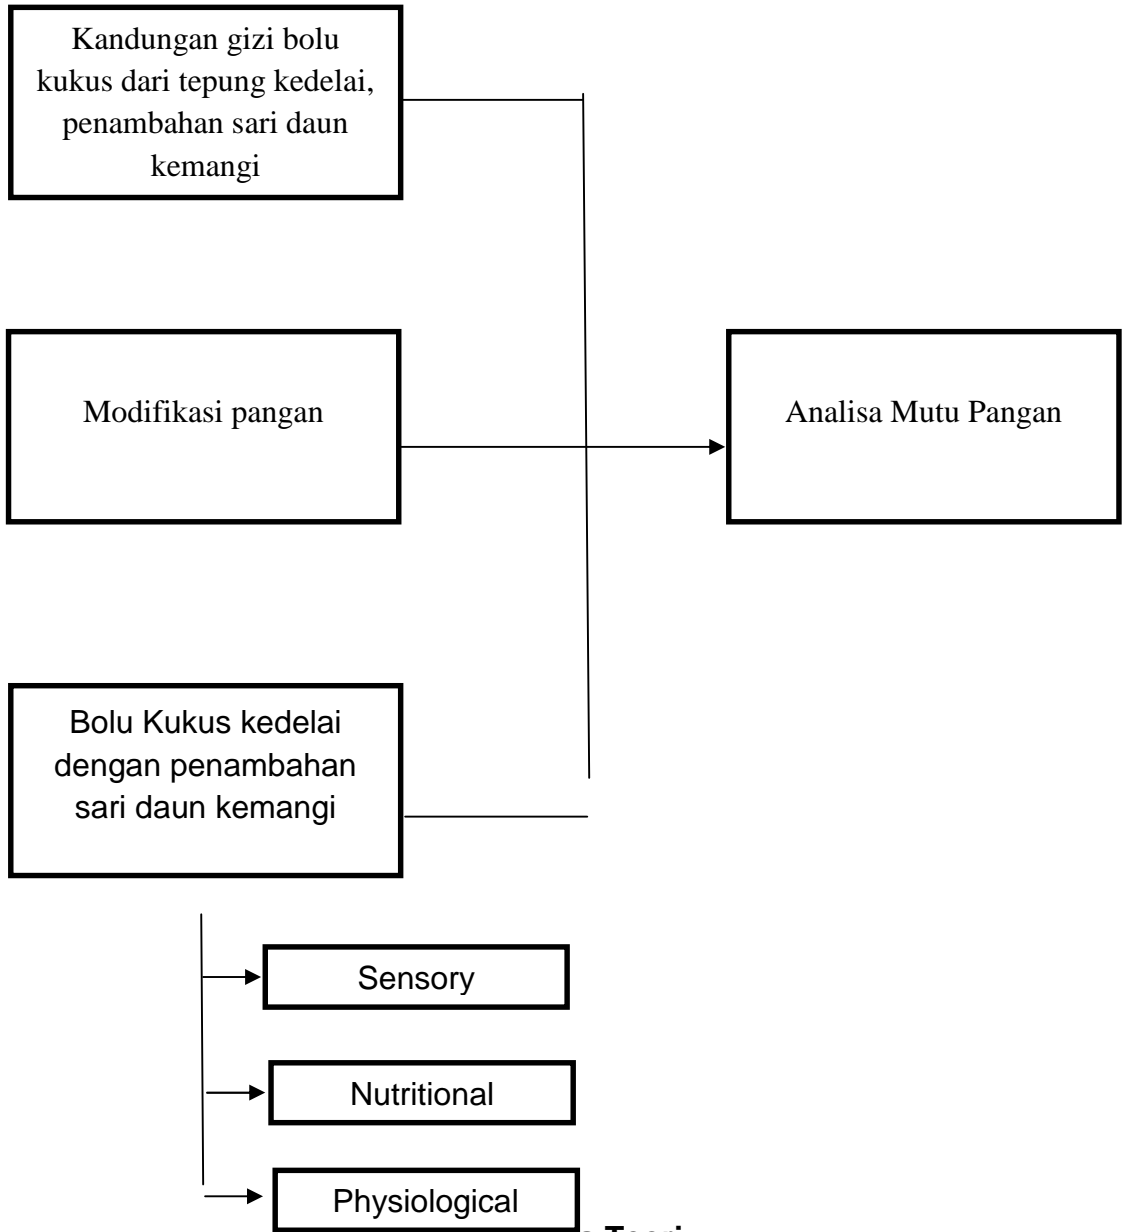 Kandungan gizi bolu
kukus dari tepung kedelai,
penambahan sari daun
kemangi
Modifikasi pangan
Analisa Mutu Pangan
Bolu Kukus kedelai
dengan penambahan
sari daun kemangi
Sensory
Nutritional
Physiological